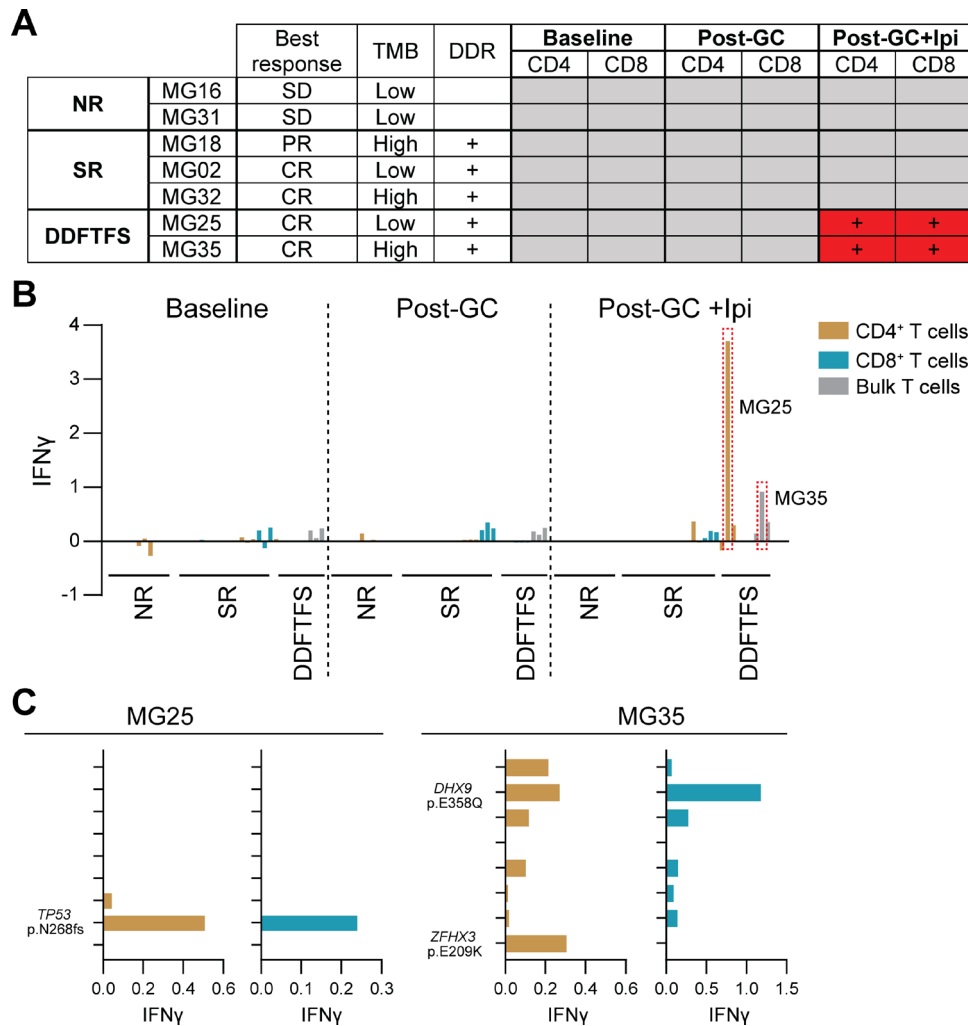 A
Best response TMB DDR Baseline Post-GC Post-GC+Ipi
CD4 CD8 CD4 CD8 CD4 CD8
NR MG16 SD Low
MG31 SD Low
SR MG18 PR High +
MG02 CR Low +
MG32 CR High +
DDFTFS MG25 CR Low + + +
MG35 CR High + + +
B
Baseline Post-GC Post-GC +Ipi
4
3
2
1
0
-1
IFNγ
MG25
MG35
CD4⁺ T cells
CD8⁺ T cells
Bulk T cells
NR SR DDFTFS NR SR DDFTFS NR SR DDFTFS
C
MG25 MG35
DHX9
p.E358Q
TP53
p.N268fs
ZFHX3
p.E209K
0.0 0.2 0.4 0.6 0.0 0.1 0.2 0.3 0.0 0.2 0.4 0.6 0.0 0.5 1.0 1.5
IFNγ IFNγ IFNγ IFNγ